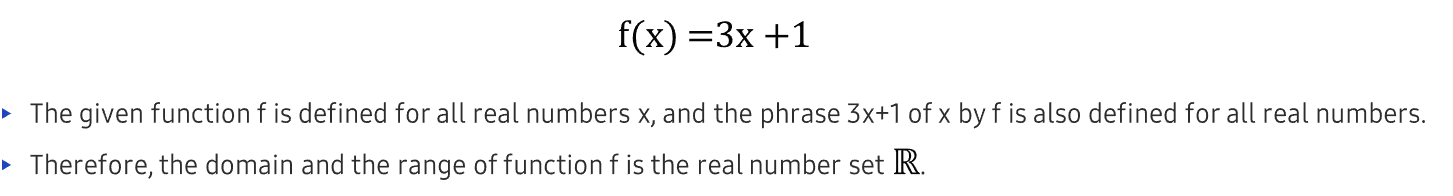 f(x) =3x +1
▸ The given function f is defined for all real numbers x, and the phrase 3x+1 of x by f is also defined for all real numbers.
▸ Therefore, the domain and the range of function f is the real number set ℝ.